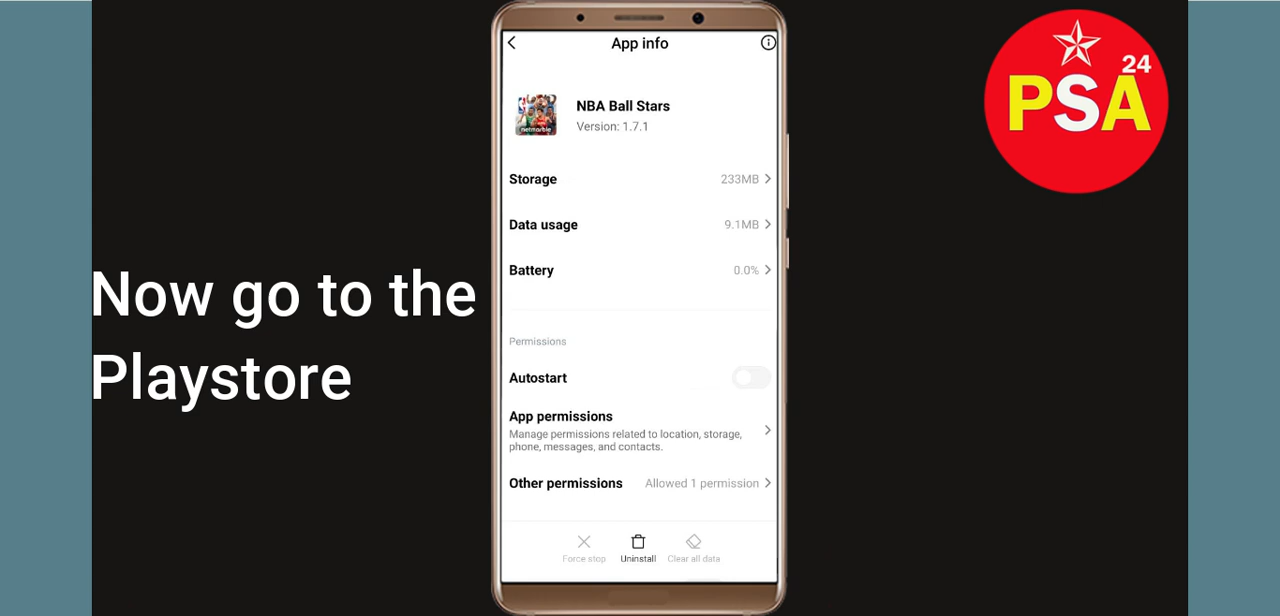 App info
NBA Ball Stars
Version: 1.7.1
netmarble
Storage 233MB
Data usage 9.1MB
Battery 0.0%
Permissions
Autostart
App permissions
Manage permissions related to location, storage,
phone, messages, and contacts.
Other permissions Allowed 1 permission
Force stop Uninstall Clear all data
Now go to the
Playstore
PSA 24